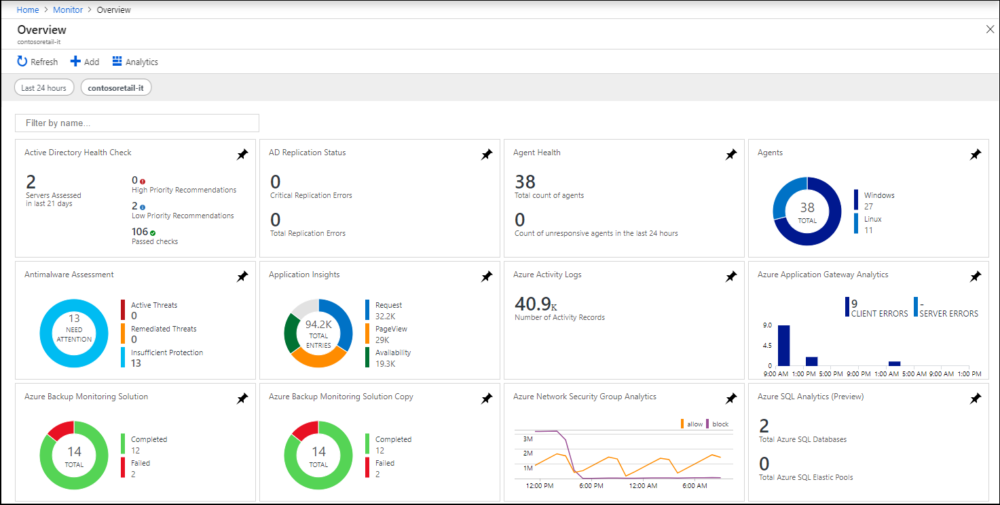 Home > Monitor > Overview
Overview
contosoretail-it
Refresh Add Analytics
Last 24 hours contosoretail-it
Filter by name...
Active Directory Health Check
2
Servers Assessed
in last 21 days
0
High Priority Recommendations
2
Low Priority Recommendations
106
Passed checks
AD Replication Status
0
Critical Replication Errors
0
Total Replication Errors
Agent Health
38
Total count of agents
0
Count of unresponsive agents in the last 24 hours
Agents
38
TOTAL
Windows
27
Linux
11
Antimalware Assessment
13
NEED
ATTENTION
Active Threats
0
Remediated Threats
0
Insufficient Protection
13
Application Insights
94.2K
TOTAL
ENTRIES
Request
32.2K
PageView
29K
Availability
19.3K
Azure Activity Logs
40.9K
Number of Activity Records
Azure Application Gateway Analytics
9
CLIENT ERRORS
-
SERVER ERRORS
9.0
4.5
0
9:00 AM 1:00 PM 5:00 PM 9:00 PM 1:00 AM 5:00 AM 9:00 AM 1:00 PM
Azure Backup Monitoring Solution
14
TOTAL
Completed
12
Failed
2
Azure Backup Monitoring Solution Copy
14
TOTAL
Completed
12
Failed
2
Azure Network Security Group Analytics
allow block
3M
2M
1M
12:00 PM 6:00 PM 12:00 AM 6:00 AM
Azure SQL Analytics (Preview)
2
Total Azure SQL Databases
0
Total Azure SQL Elastic Pools